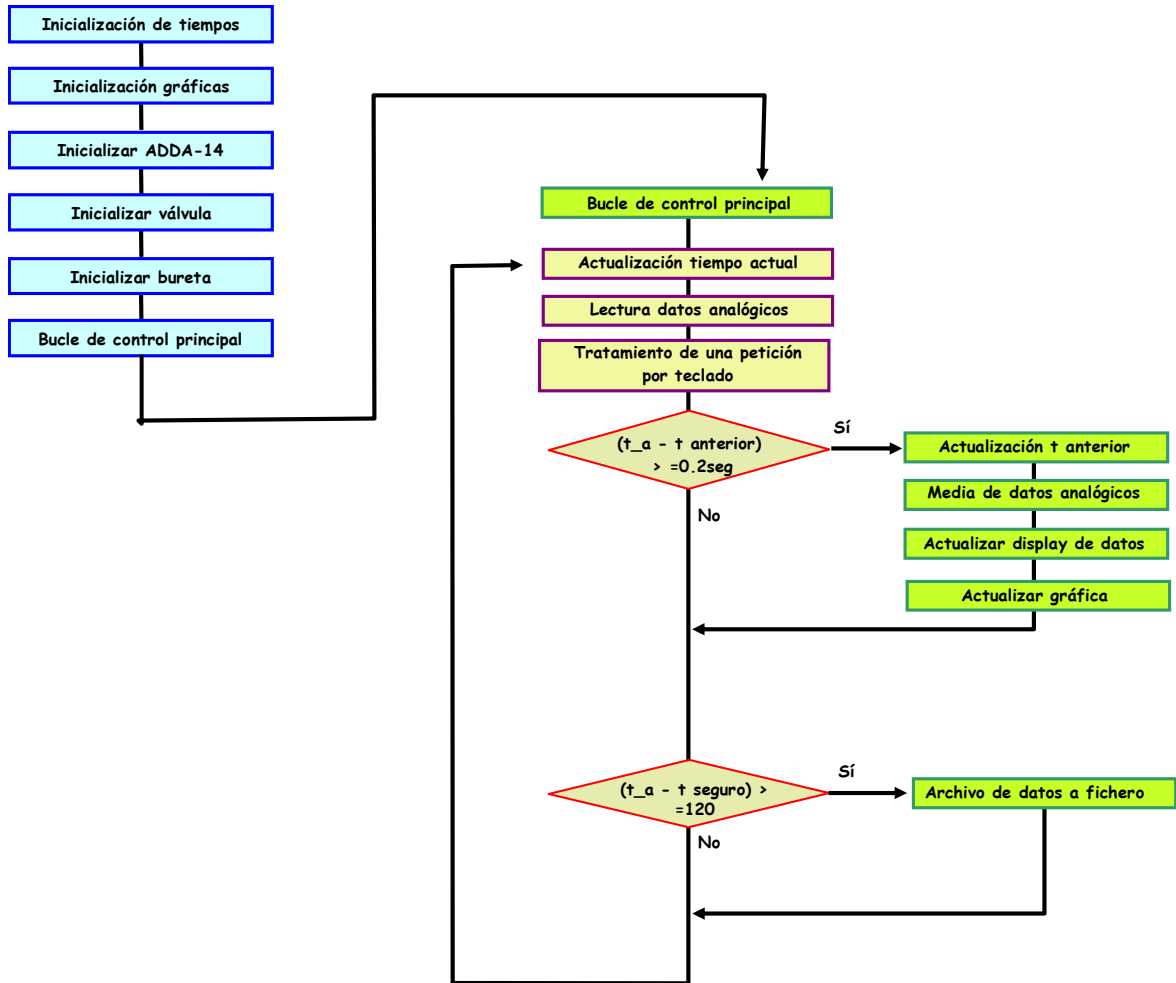 Inicialización de tiempos
Inicialización gráficas
Inicializar ADDA-14
Inicializar válvula
Inicializar bureta
Bucle de control principal
Bucle de control principal
Actualización tiempo actual
Lectura datos analógicos
Tratamiento de una petición
por teclado
(t_a - t anterior)
> =0.2seg
Sí
No
Actualización t anterior
Media de datos analógicos
Actualizar display de datos
Actualizar gráfica
(t_a - t seguro) >
=120
Sí
No
Archivo de datos a fichero